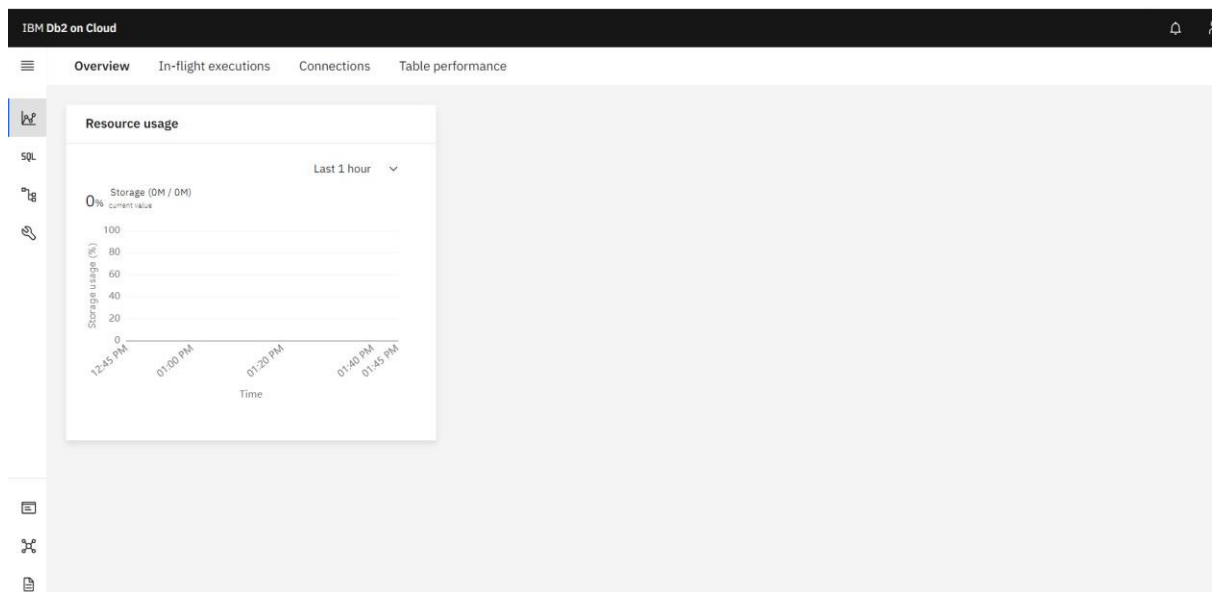 IBM Db2 on Cloud
Overview In-flight executions Connections Table performance
Resource usage
SQL
Last 1 hour
0% Storage (0M / 0M)
current value
100
80
60
40
20
0
Storage usage (%)
12:45 PM 01:00 PM 01:20 PM 01:40 PM 01:45 PM
Time